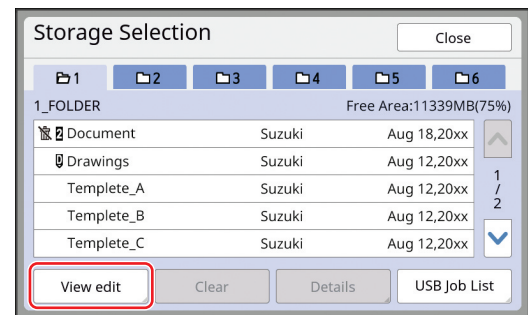 Storage Selection Close
1 2 3 4 5 6
1_FOLDER Free Area:11339MB(75%)
2 Document Suzuki Aug 18,20xx
Drawings Suzuki Aug 12,20xx
Templete_A Suzuki Aug 12,20xx
Templete_B Suzuki Aug 12,20xx
Templete_C Suzuki Aug 12,20xx
1
/
2
View edit Clear Details USB Job List